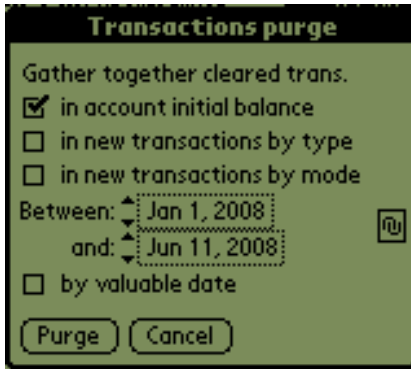 Transactions purge
Gather together cleared trans.
in account initial balance
in new transactions by type
in new transactions by mode
Between: Jan 1, 2008
and: Jun 11, 2008
by valuable date
Purge Cancel